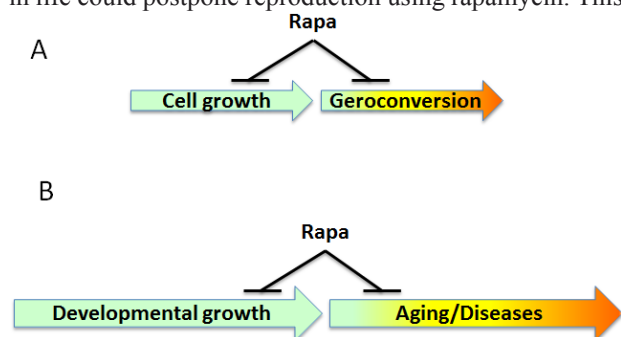 in life could postpone reproduction using rapamycin. This
Rapa
A
Cell growth Geroconversion
B
Rapa
Developmental growth Aging/Diseases